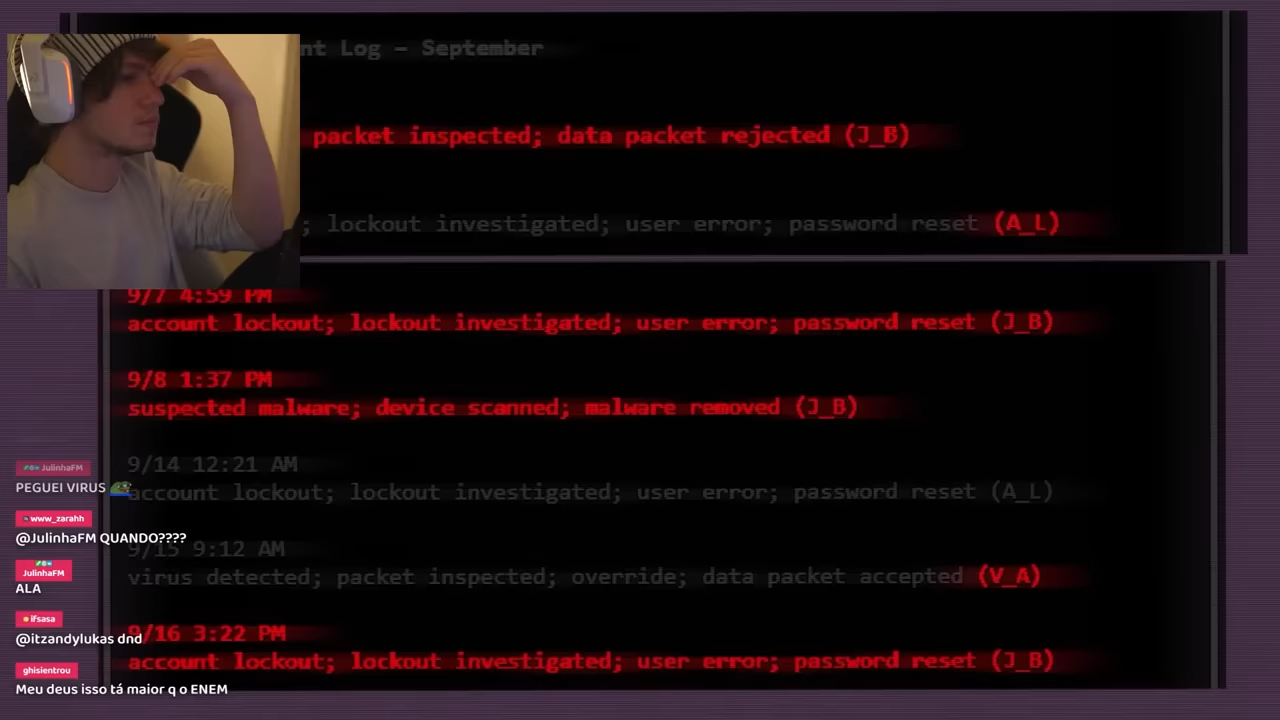 nt Log – September
packet inspected; data packet rejected (J_B)
; lockout investigated; user error; password reset (A_L)
9/7 4:59 PM
account lockout; lockout investigated; user error; password reset (J_B)
9/8 1:37 PM
suspected malware; device scanned; malware removed (J_B)
9/14 12:21 AM
account lockout; lockout investigated; user error; password reset (A_L)
9/15 9:12 AM
virus detected; packet inspected; override; data packet accepted (V_A)
9/16 3:22 PM
account lockout; lockout investigated; user error; password reset (J_B)
JulinhaFM
PEGUEI VIRUS
www_zarahh
@JulinhaFM QUANDO????
JulinhaFM
ALA
ifsasa
@itzandylukas dnd
ghisientrou
Meu deus isso tá maior q o ENEM